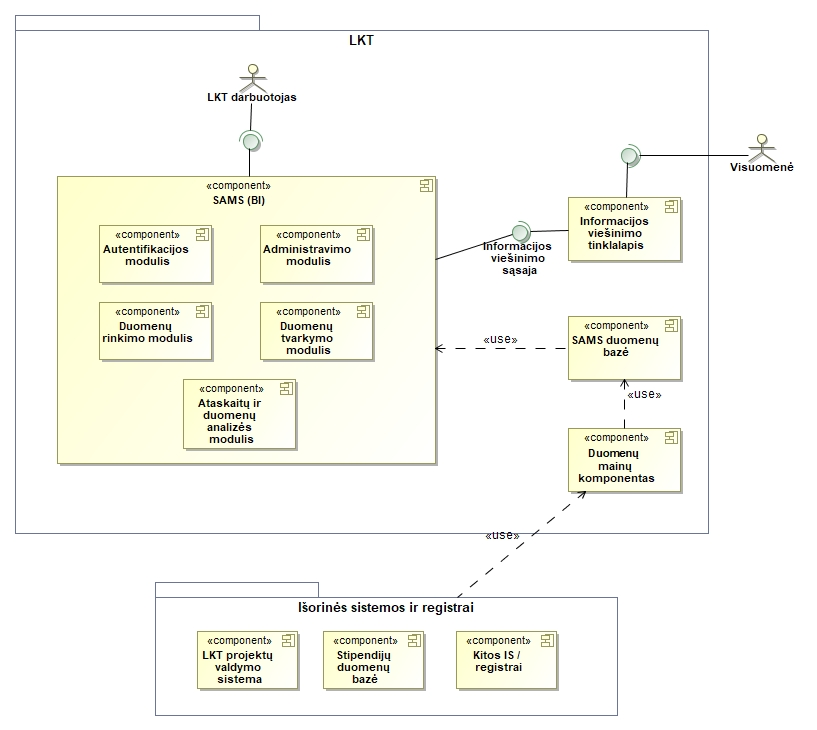 LKT
LKT darbuotojas
Visuomenė
«component»
SAMS (BI)
«component»
Autentifikacijos
modulis
«component»
Administravimo
modulis
«component»
Duomenų
rinkimo modulis
«component»
Duomenų
tvarkymo
modulis
«component»
Ataskaitų ir
duomenų
analizės
modulis
Informacijos
viešinimo
sąsaja
«component»
Informacijos
viešinimo
tinklalapis
«use»
«component»
SAMS duomenų
bazė
«use»
«component»
Duomenų
mainų
komponentas
«use»
Išorinės sistemos ir registrai
«component»
LKT projektų
valdymo
sistema
«component»
Stipendijų
duomenų
bazė
«component»
Kitos IS /
registrai